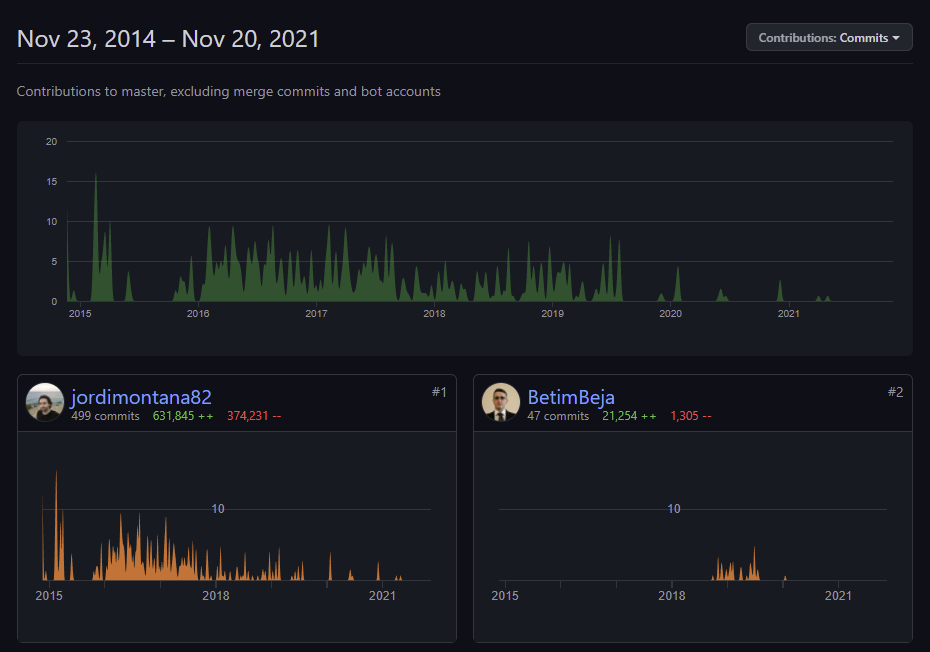 Nov 23, 2014 – Nov 20, 2021
Contributions: Commits
Contributions to master, excluding merge commits and bot accounts
20
15
10
5
0
2015 2016 2017 2018 2019 2020 2021
jordimontana82 #1
499 commits 631,845 ++ 374,231 --
10
2015 2018 2021
BetimBeja #2
47 commits 21,254 ++ 1,305 --
10
2015 2018 2021